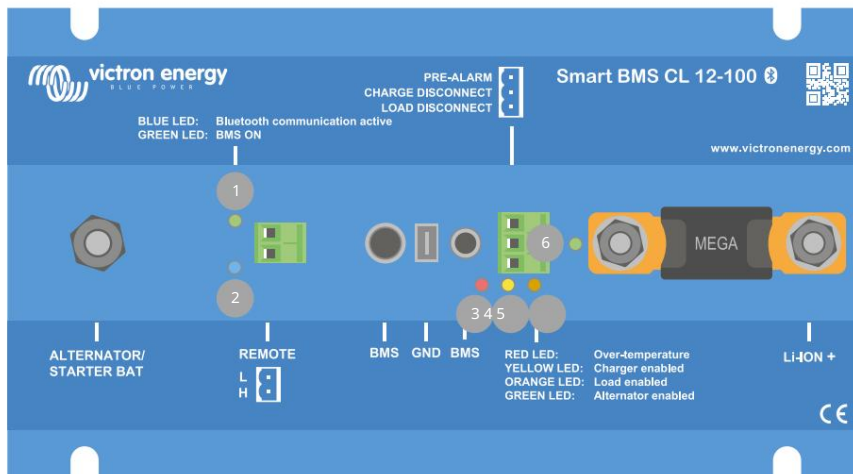 victron energy
BLUE POWER
PRE-ALARM
CHARGE DISCONNECT
LOAD DISCONNECT
Smart BMS CL 12-100
BLUE LED: Bluetooth communication active
GREEN LED: BMS ON
www.victronenergy.com
1
6
MEGA
2
3 4 5
ALTERNATOR/
STARTER BAT
REMOTE
L
H
BMS GND BMS
RED LED: Over-temperature
YELLOW LED: Charger enabled
ORANGE LED: Load enabled
GREEN LED: Alternator enabled
Li-ION +
CE